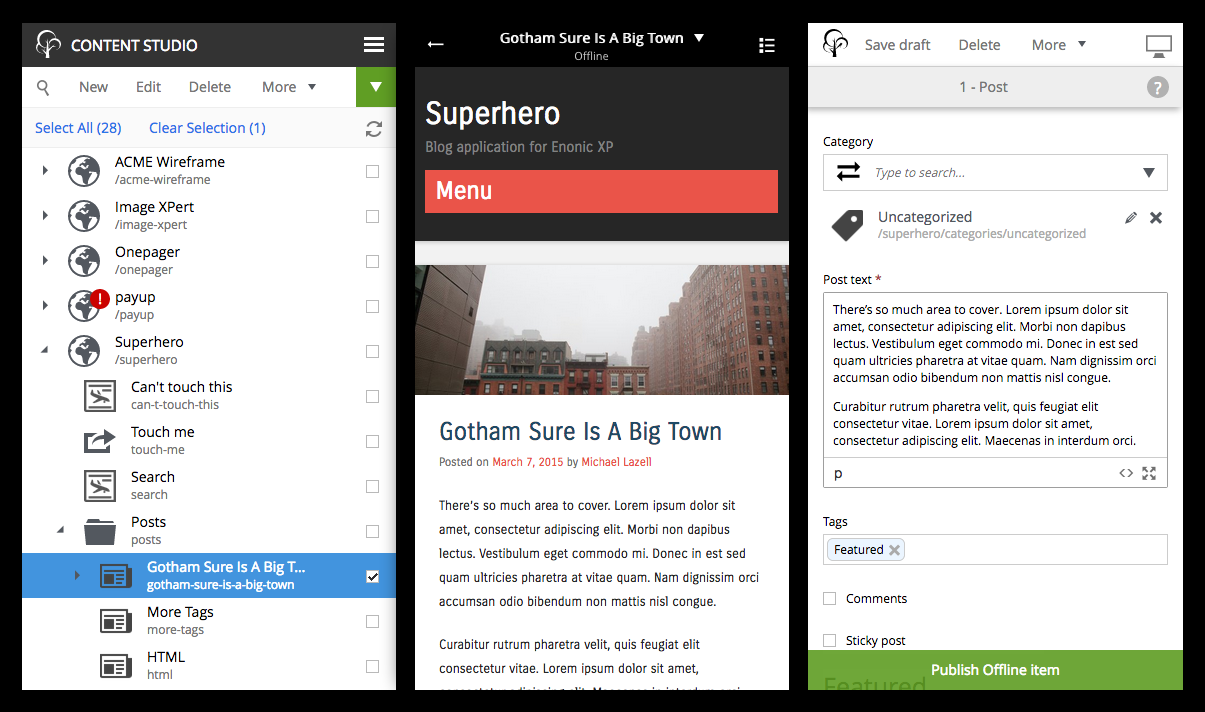 CONTENT STUDIO
New Edit Delete More
Select All (28) Clear Selection (1)
ACME Wireframe
/acme-wireframe
Image XPert
/image-xpert
Onepager
/onepager
payup
/payup
Superhero
/superhero
Can't touch this
can-t-touch-this
Touch me
touch-me
Search
search
Posts
posts
Gotham Sure Is A Big T...
gotham-sure-is-a-big-town
More Tags
more-tags
HTML
html
Gotham Sure Is A Big Town
Offline
Superhero
Blog application for Enonic XP
Menu
Gotham Sure Is A Big Town
Posted on March 7, 2015 by Michael Lazell
There's so much area to cover. Lorem ipsum dolor sit
amet, consectetur adipiscing elit. Morbi non dapibus
lectus. Vestibulum eget commodo mi. Donec in est sed
quam ultricies pharetra at vitae quam. Nam dignissim orci
accumsan odio bibendum non mattis nisl congue.
Curabitur rutrum pharetra velit, quis feugiat elit
consectetur vitae. Lorem ipsum dolor sit amet,
Save draft Delete More
1 - Post
?
Category
Type to search...
Uncategorized
/superhero/categories/uncategorized
Post text *
There's so much area to cover. Lorem ipsum dolor sit
amet, consectetur adipiscing elit. Morbi non dapibus
lectus. Vestibulum eget commodo mi. Donec in est sed
quam ultricies pharetra at vitae quam. Nam dignissim orci
accumsan odio bibendum non mattis nisl congue.
Curabitur rutrum pharetra velit, quis feugiat elit
consectetur vitae. Lorem ipsum dolor sit amet,
consectetur adipiscing elit. Maecenas in interdum orci.
p
Tags
Featured
Comments
Sticky post
Publish Offline item
Featured